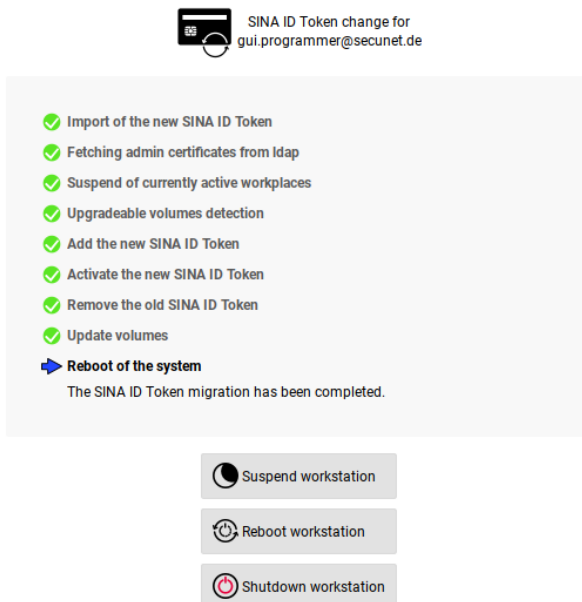 SINA ID Token change for
gui.programmer@secunet.de
Import of the new SINA ID Token
Fetching admin certificates from ldap
Suspend of currently active workplaces
Upgradeable volumes detection
Add the new SINA ID Token
Activate the new SINA ID Token
Remove the old SINA ID Token
Update volumes
Reboot of the system
The SINA ID Token migration has been completed.
Suspend workstation
Reboot workstation
Shutdown workstation